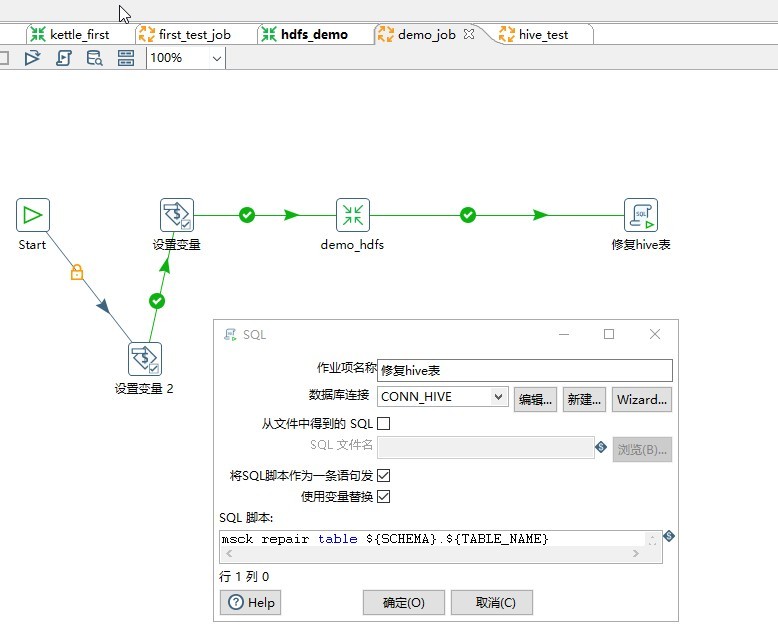 kettle_first first_test_job hdfs_demo demo_job hive_test
100%
Start 设置变量 demo_hdfs 修复hive表
设置变量 2
SQL
作业项名称 修复hive表
数据库连接 CONN_HIVE 编辑... 新建... Wizard...
从文件中得到的 SQL
SQL 文件名 浏览(B)...
将SQL脚本作为一条语句发
使用变量替换
SQL 脚本:
msck repair table ${SCHEMA}.${TABLE_NAME}
行 1 列 0
Help 确定(O) 取消(C)